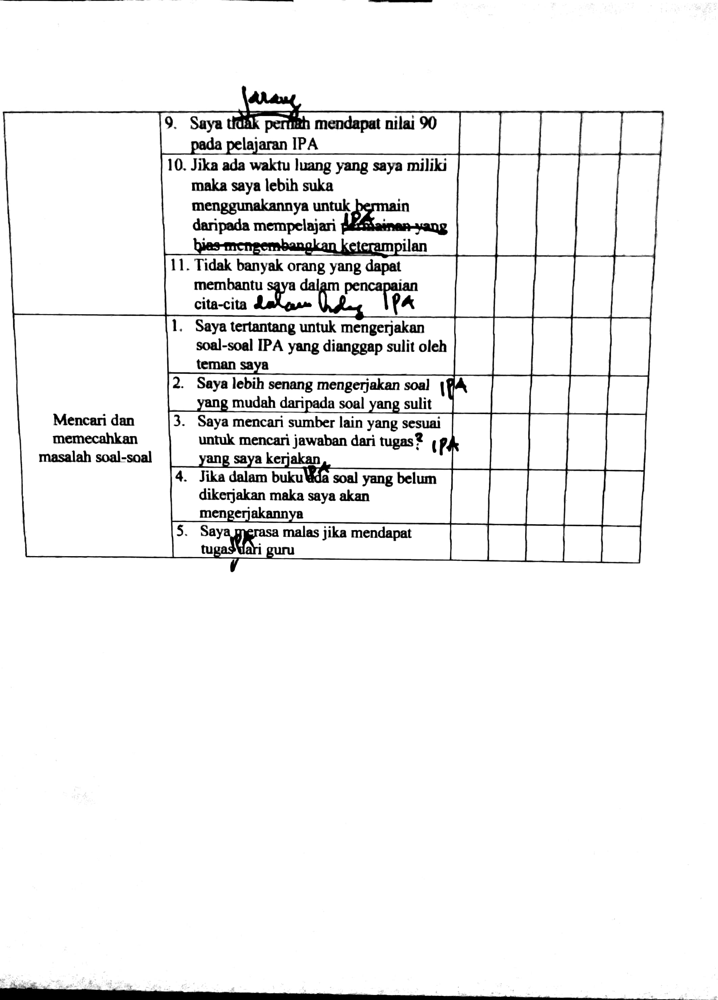 jarang
9. Saya tidak pernah mendapat nilai 90
pada pelajaran IPA
10. Jika ada waktu luang yang saya miliki
maka saya lebih suka
menggunakannya untuk bermain
IPA
daripada mempelajari permainan yang
bias mengembangkan keterampilan
11. Tidak banyak orang yang dapat
membantu saya dalam pencapaian
cita-cita dalam IPA
Mencari dan
memecahkan
masalah soal-soal
1. Saya tertantang untuk mengerjakan
soal-soal IPA yang dianggap sulit oleh
teman saya
2. Saya lebih senang mengerjakan soal IPA
yang mudah daripada soal yang sulit
3. Saya mencari sumber lain yang sesuai
untuk mencari jawaban dari tugas? IPA
yang saya kerjakan
IPA
4. Jika dalam buku ada soal yang belum
dikerjakan maka saya akan
mengerjakannya
5. Saya merasa malas jika mendapat
IPA
tugas dari guru